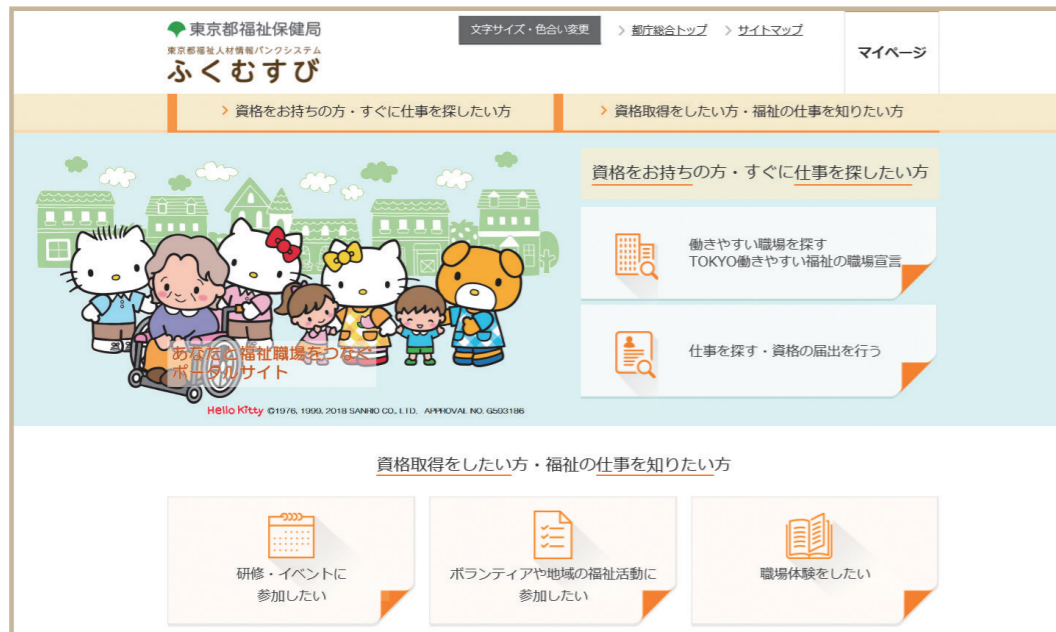 東京都福祉保健局
東京都福祉人材情報バンクシステム
ふくむすび
文字サイズ・色合い変更
都庁総合トップ
サイトマップ
マイページ
資格をお持ちの方・すぐに仕事を探したい方
資格取得をしたい方・福祉の仕事を知りたい方
資格をお持ちの方・すぐに仕事を探したい方
働きやすい職場を探す
TOKYO働きやすい福祉の職場宣言
仕事を探す・資格の届出を行う
あなたと福祉職場をつなぐ
ポータルサイト
Hello Kitty ©1976, 1999, 2018 SANRIO CO., LTD. APPROVAL NO. G593186
資格取得をしたい方・福祉の仕事を知りたい方
研修・イベントに
参加したい
ボランティアや地域の福祉活動に
参加したい
職場体験をしたい